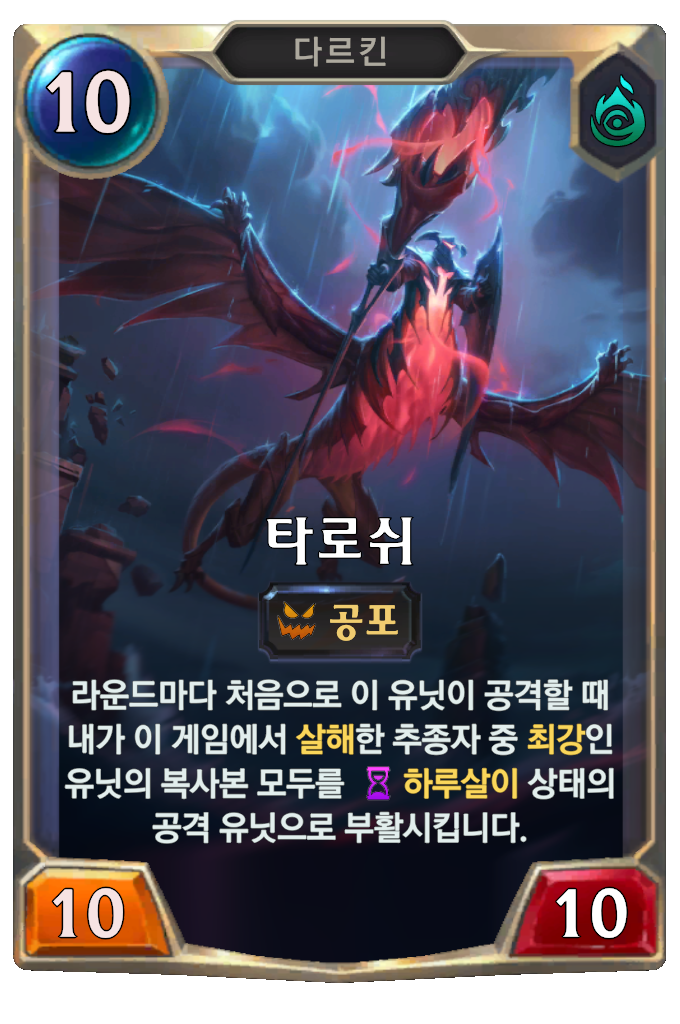 다르킨
10
타로쉬
공포
라운드마다 처음으로 이 유닛이 공격할 때
내가 이 게임에서 살해한 추종자 중 최강인
유닛의 복사본 모두를 하루살이 상태의
공격 유닛으로 부활시킵니다.
10
10